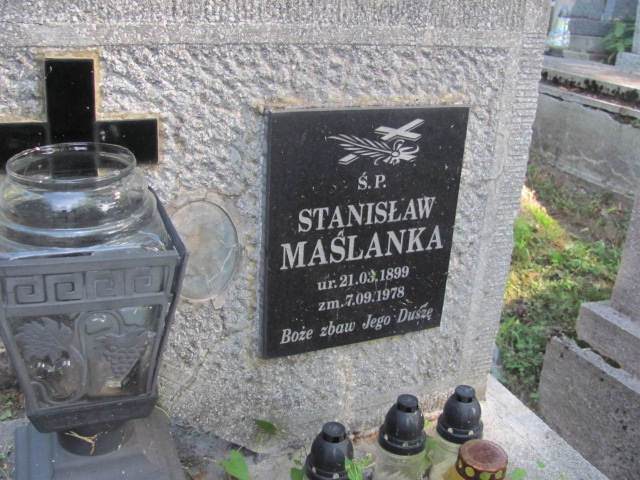 Ś.P.
STANISŁAW
MAŚLANKA
ur. 21.03.1899
zm. 7.09.1978
Boże zbaw Jego Duszę